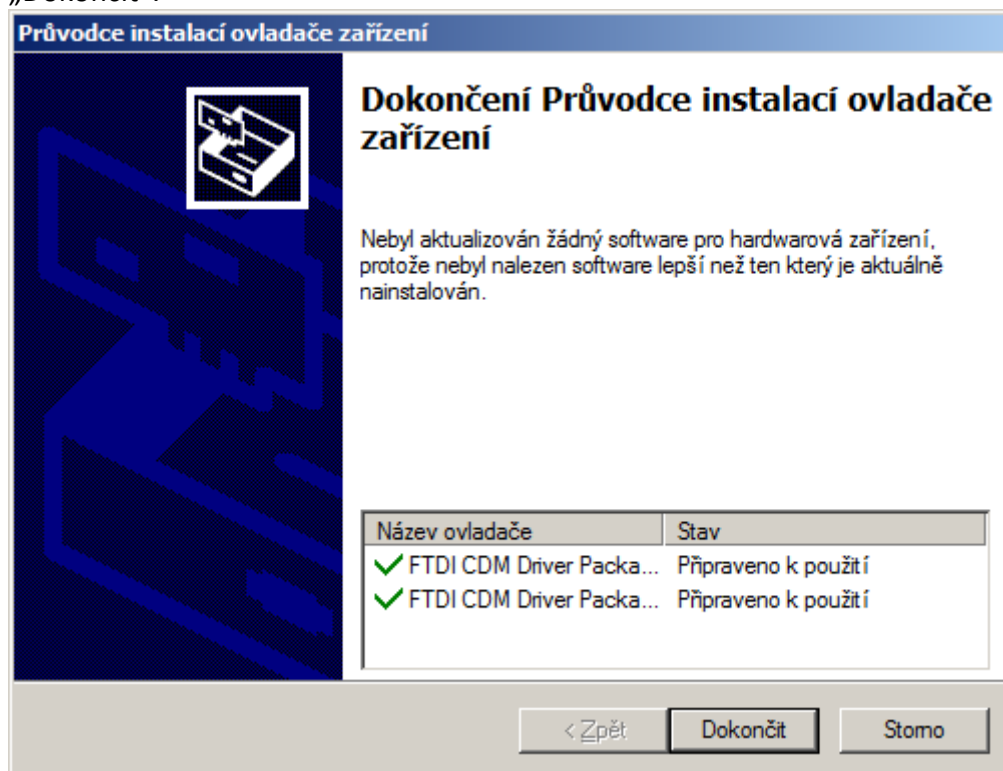 „Dokončit“.
Průvodce instalací ovladače zařízení
Dokončení Průvodce instalací ovladače
zařízení
Nebyl aktualizován žádný software pro hardwarová zařízení,
protože nebyl nalezen software lepší než ten který je aktuálně
nainstalován.
Název ovladače Stav
FTDI CDM Driver Packa... Připraveno k použití
FTDI CDM Driver Packa... Připraveno k použití
< Zpět Dokončit Storno